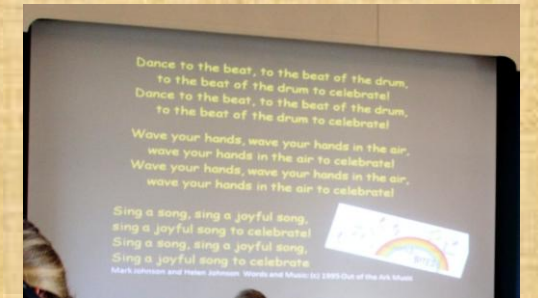 Dance to the beat, to the beat of the drum,
to the beat of the drum to celebrate!
Dance to the beat, to the beat of the drum,
to the beat of the drum to celebrate!
Wave your hands, wave your hands in the air,
wave your hands in the air to celebrate!
Wave your hands, wave your hands in the air,
wave your hands in the air to celebrate!
Sing a song, sing a joyful song,
sing a joyful song to celebrate!
Sing a song, sing a joyful song,
Sing a joyful song to celebrate
Mark Johnson and Helen Johnson Words and Music (c) 1995 Out of the Ark Music